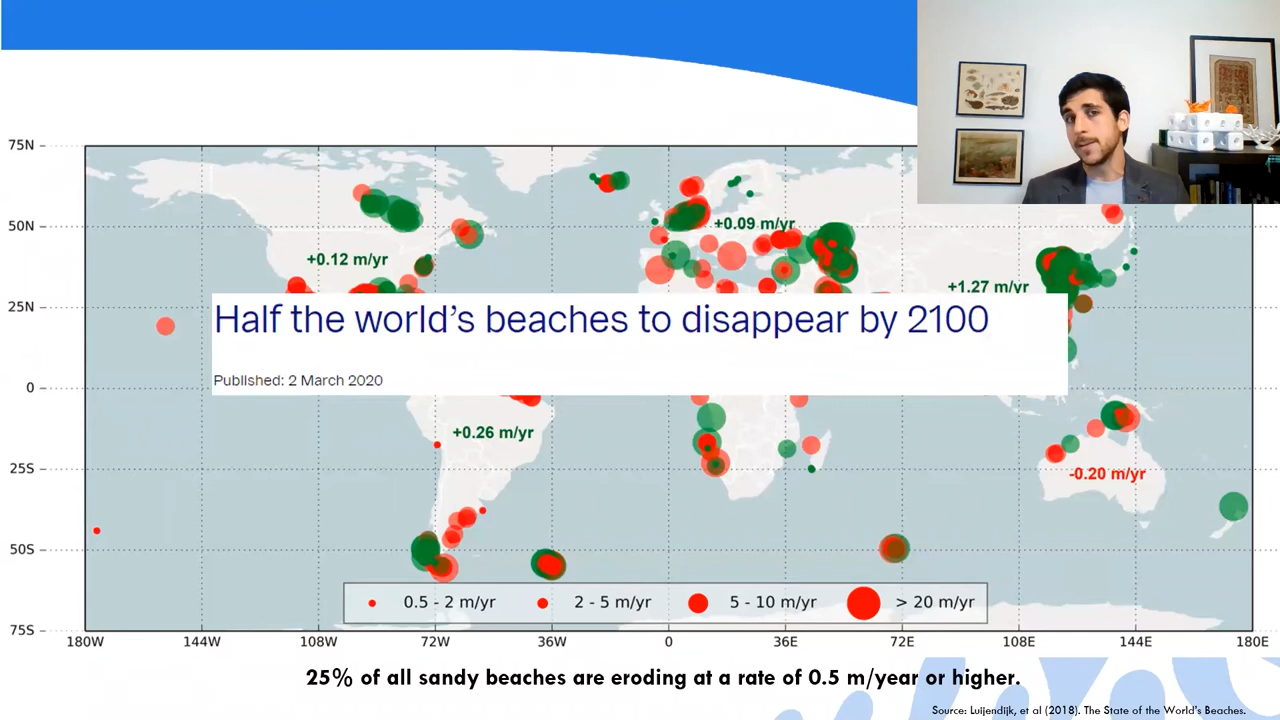 75N
50N
25N
0
25S
50S
75S
+0.09 m/yr
+0.12 m/yr
+1.27 m/yr
Half the world's beaches to disappear by 2100
Published: 2 March 2020
+0.26 m/yr
-0.20 m/yr
0.5 - 2 m/yr 2 - 5 m/yr 5 - 10 m/yr > 20 m/yr
180W 144W 108W 72W 36W 0 36E 72E 108E 144E 180E
25% of all sandy beaches are eroding at a rate of 0.5 m/year or higher.
Source: Luijendijk, et al (2018). The State of the World's Beaches.